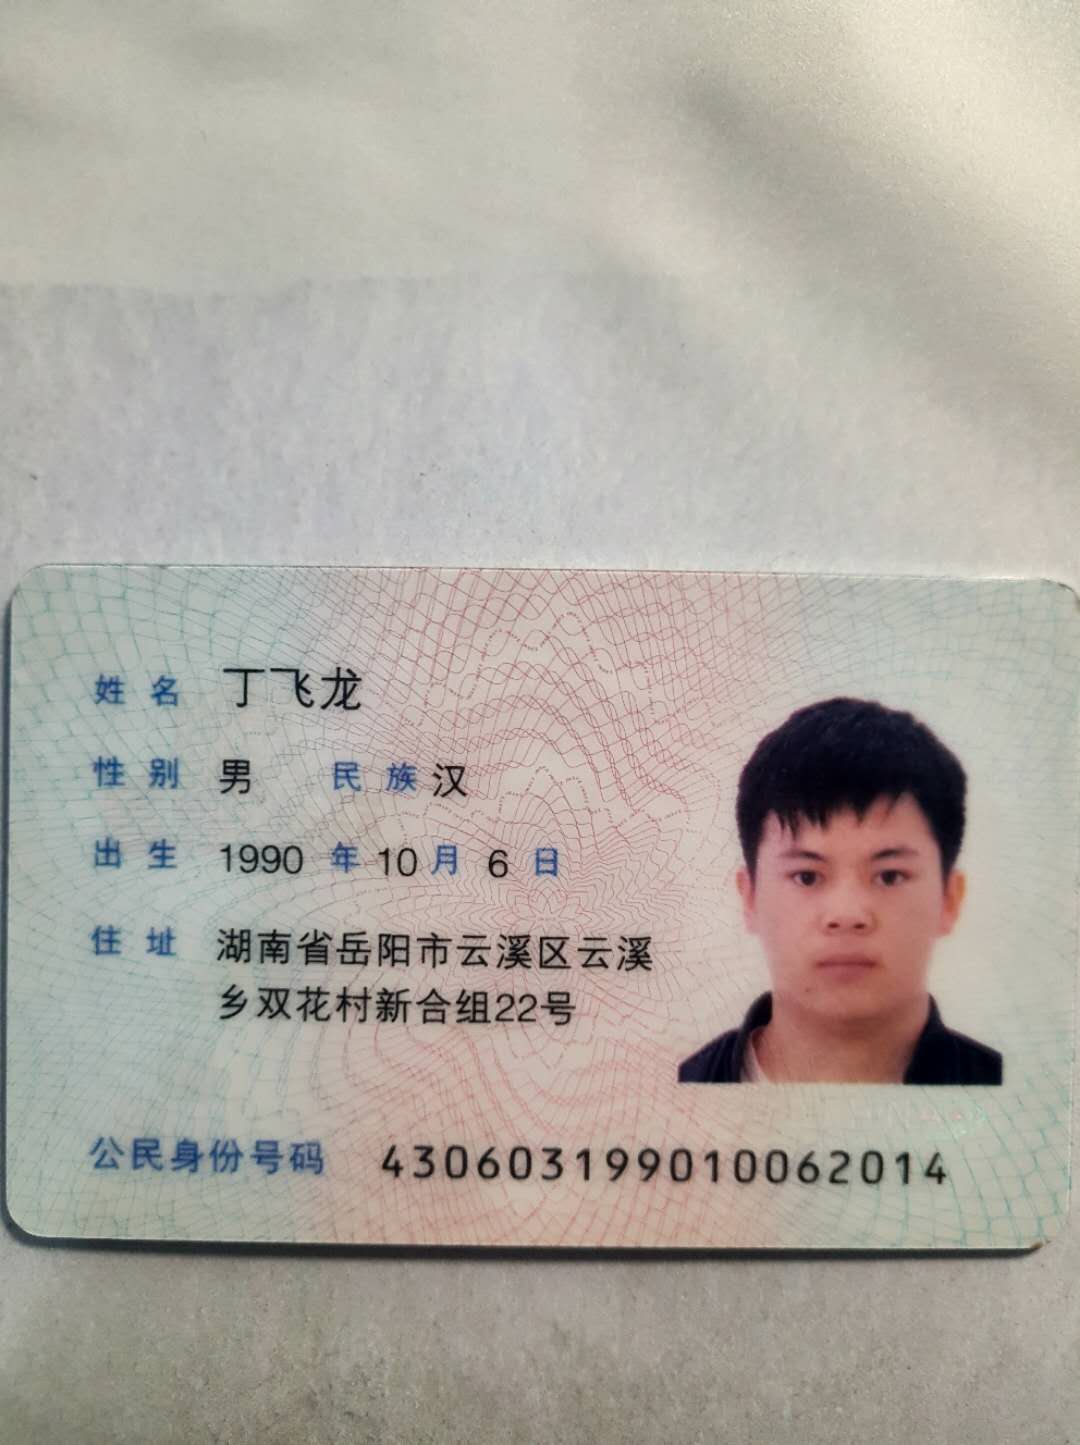 姓名 丁飞龙
性别 男 民族 汉
出生 1990 年 10 月 6 日
住址 湖南省岳阳市云溪区云溪
乡双花村新合组22号
公民身份号码 430603199010062014